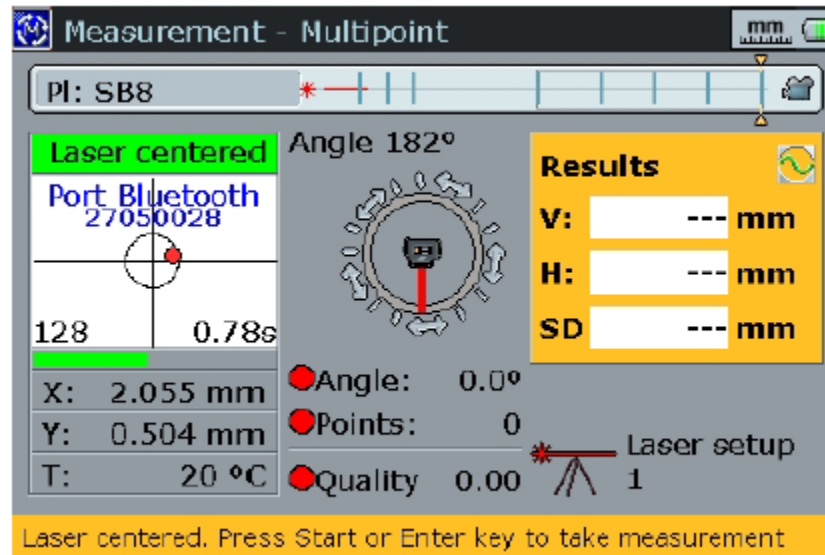 Measurement - Multipoint
mm
Pl: SB8
Laser centered
Port Bluetooth
27050028
128 0.78s
X: 2.055 mm
Y: 0.504 mm
T: 20 ºC
Angle 182º
Angle: 0.0º
Points: 0
Quality 0.00
Results
V: --- mm
H: --- mm
SD --- mm
Laser setup
1
Laser centered. Press Start or Enter key to take measurement